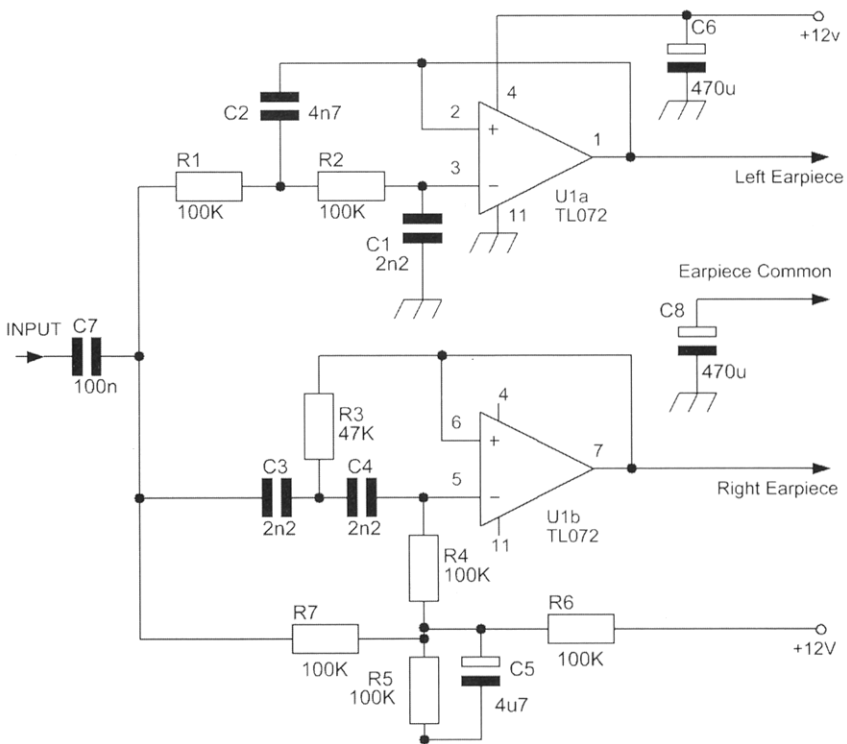 C6
+12v
470u
4
C2
4n7
2
+
1
R1
R2
3
-
Left Earpiece
100K
100K
11
U1a
TL072
C1
2n2
Earpiece Common
C8
INPUT
C7
470u
100n
R3
47K
4
6
+
7
C3
C4
5
-
Right Earpiece
2n2
2n2
U1b
TL072
11
R4
100K
R7
R6
100K
+12V
R5
100K
C5
100K
4u7